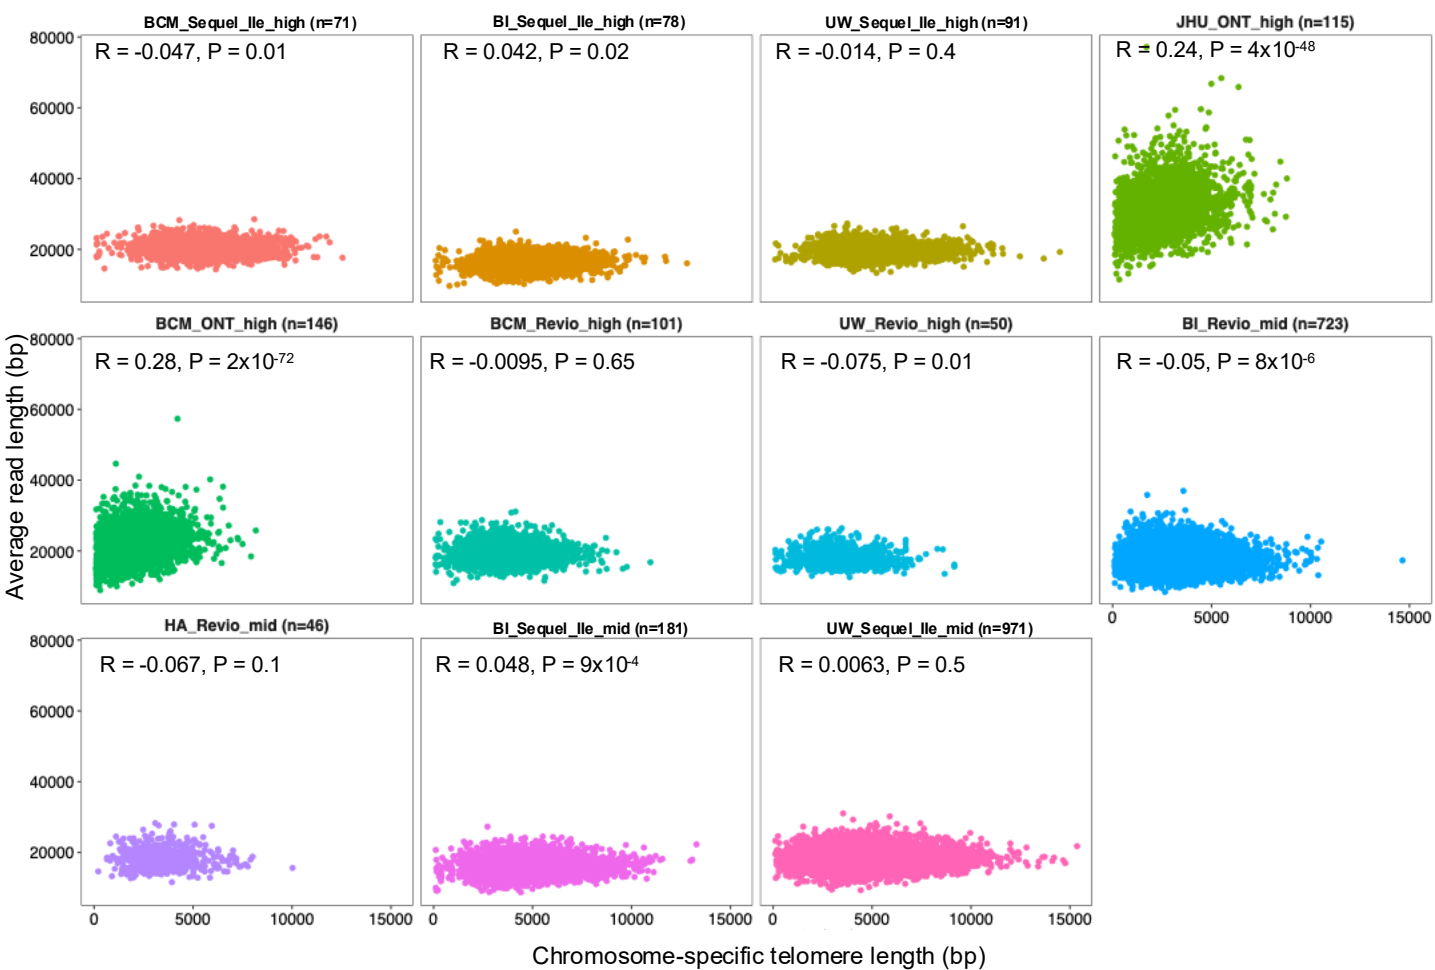 BCM_Sequel_IIe_high (n=71)
BI_Sequel_IIe_high (n=78)
UW_Sequel_IIe_high (n=91)
JHU_ONT_high (n=115)
R = -0.047, P = 0.01
R = 0.042, P = 0.02
R = -0.014, P = 0.4
R = 0.24, P = 4x10⁻⁴⁸
80000
60000
40000
20000
BCM_ONT_high (n=146)
BCM_Revio_high (n=101)
UW_Revio_high (n=50)
BI_Revio_mid (n=723)
R = 0.28, P = 2x10⁻⁷²
R = -0.0095, P = 0.65
R = -0.075, P = 0.01
R = -0.05, P = 8x10⁻⁶
80000
60000
40000
20000
0 5000 10000 15000
Average read length (bp)
HA_Revio_mid (n=46)
BI_Sequel_IIe_mid (n=181)
UW_Sequel_IIe_mid (n=971)
R = -0.067, P = 0.1
R = 0.048, P = 9x10⁻⁴
R = 0.0063, P = 0.5
80000
60000
40000
20000
0 5000 10000 15000
0 5000 10000 15000
0 5000 10000 15000
Chromosome-specific telomere length (bp)